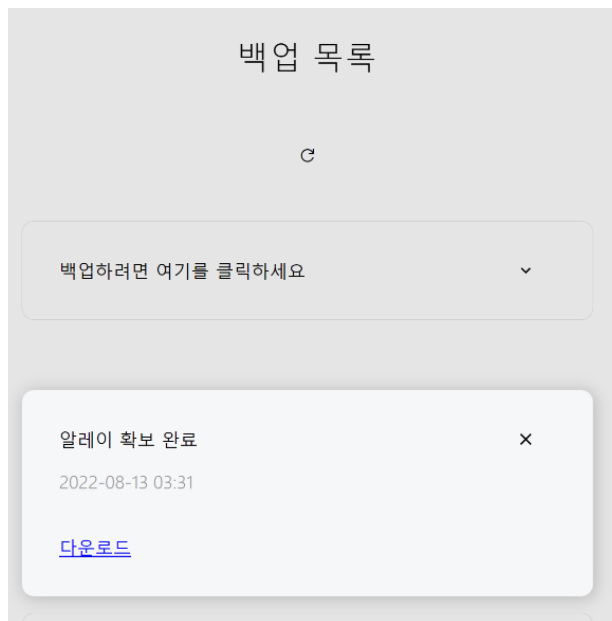 백업 목록
백업하려면 여기를 클릭하세요
알레이 확보 완료
2022-08-13 03:31
다운로드